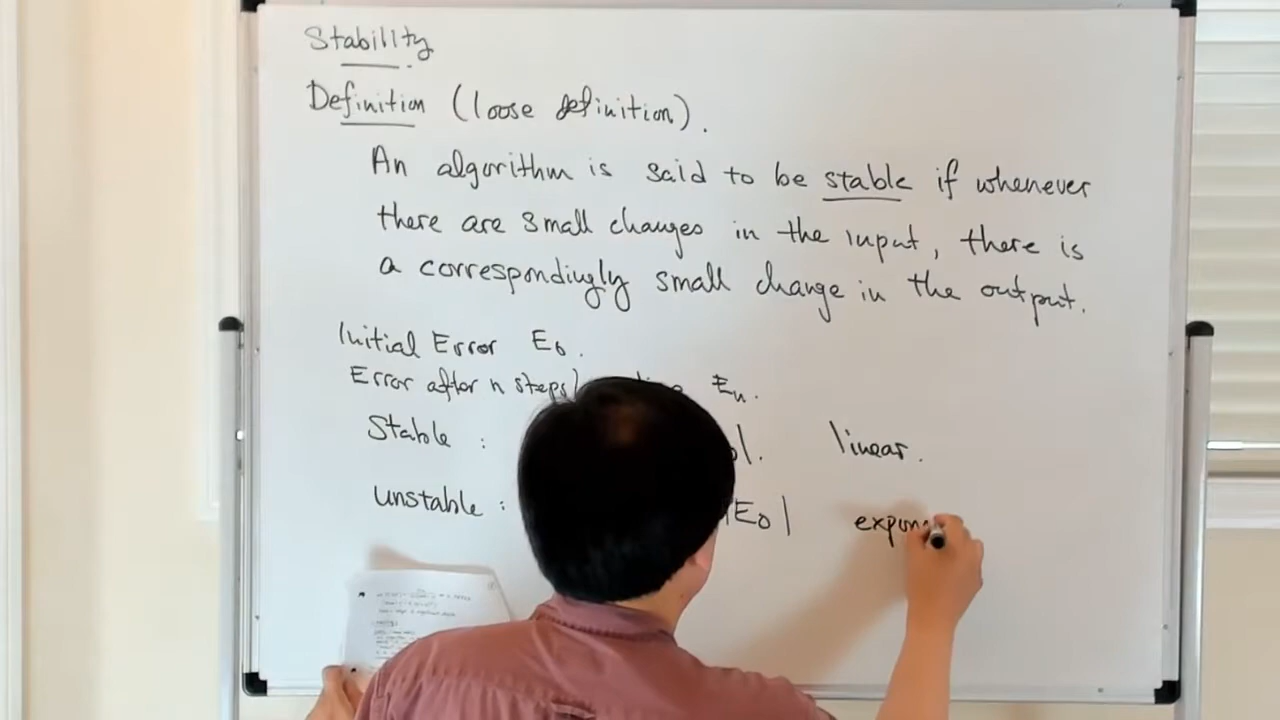 Stability
Definition (loose definition).
An algorithm is said to be stable if whenever
there are small changes in the input, there is
a correspondingly small change in the output.
Initial Error E₀.
Error after n steps Eₙ.
Stable : |. linear.
Unstable : E₀| expon